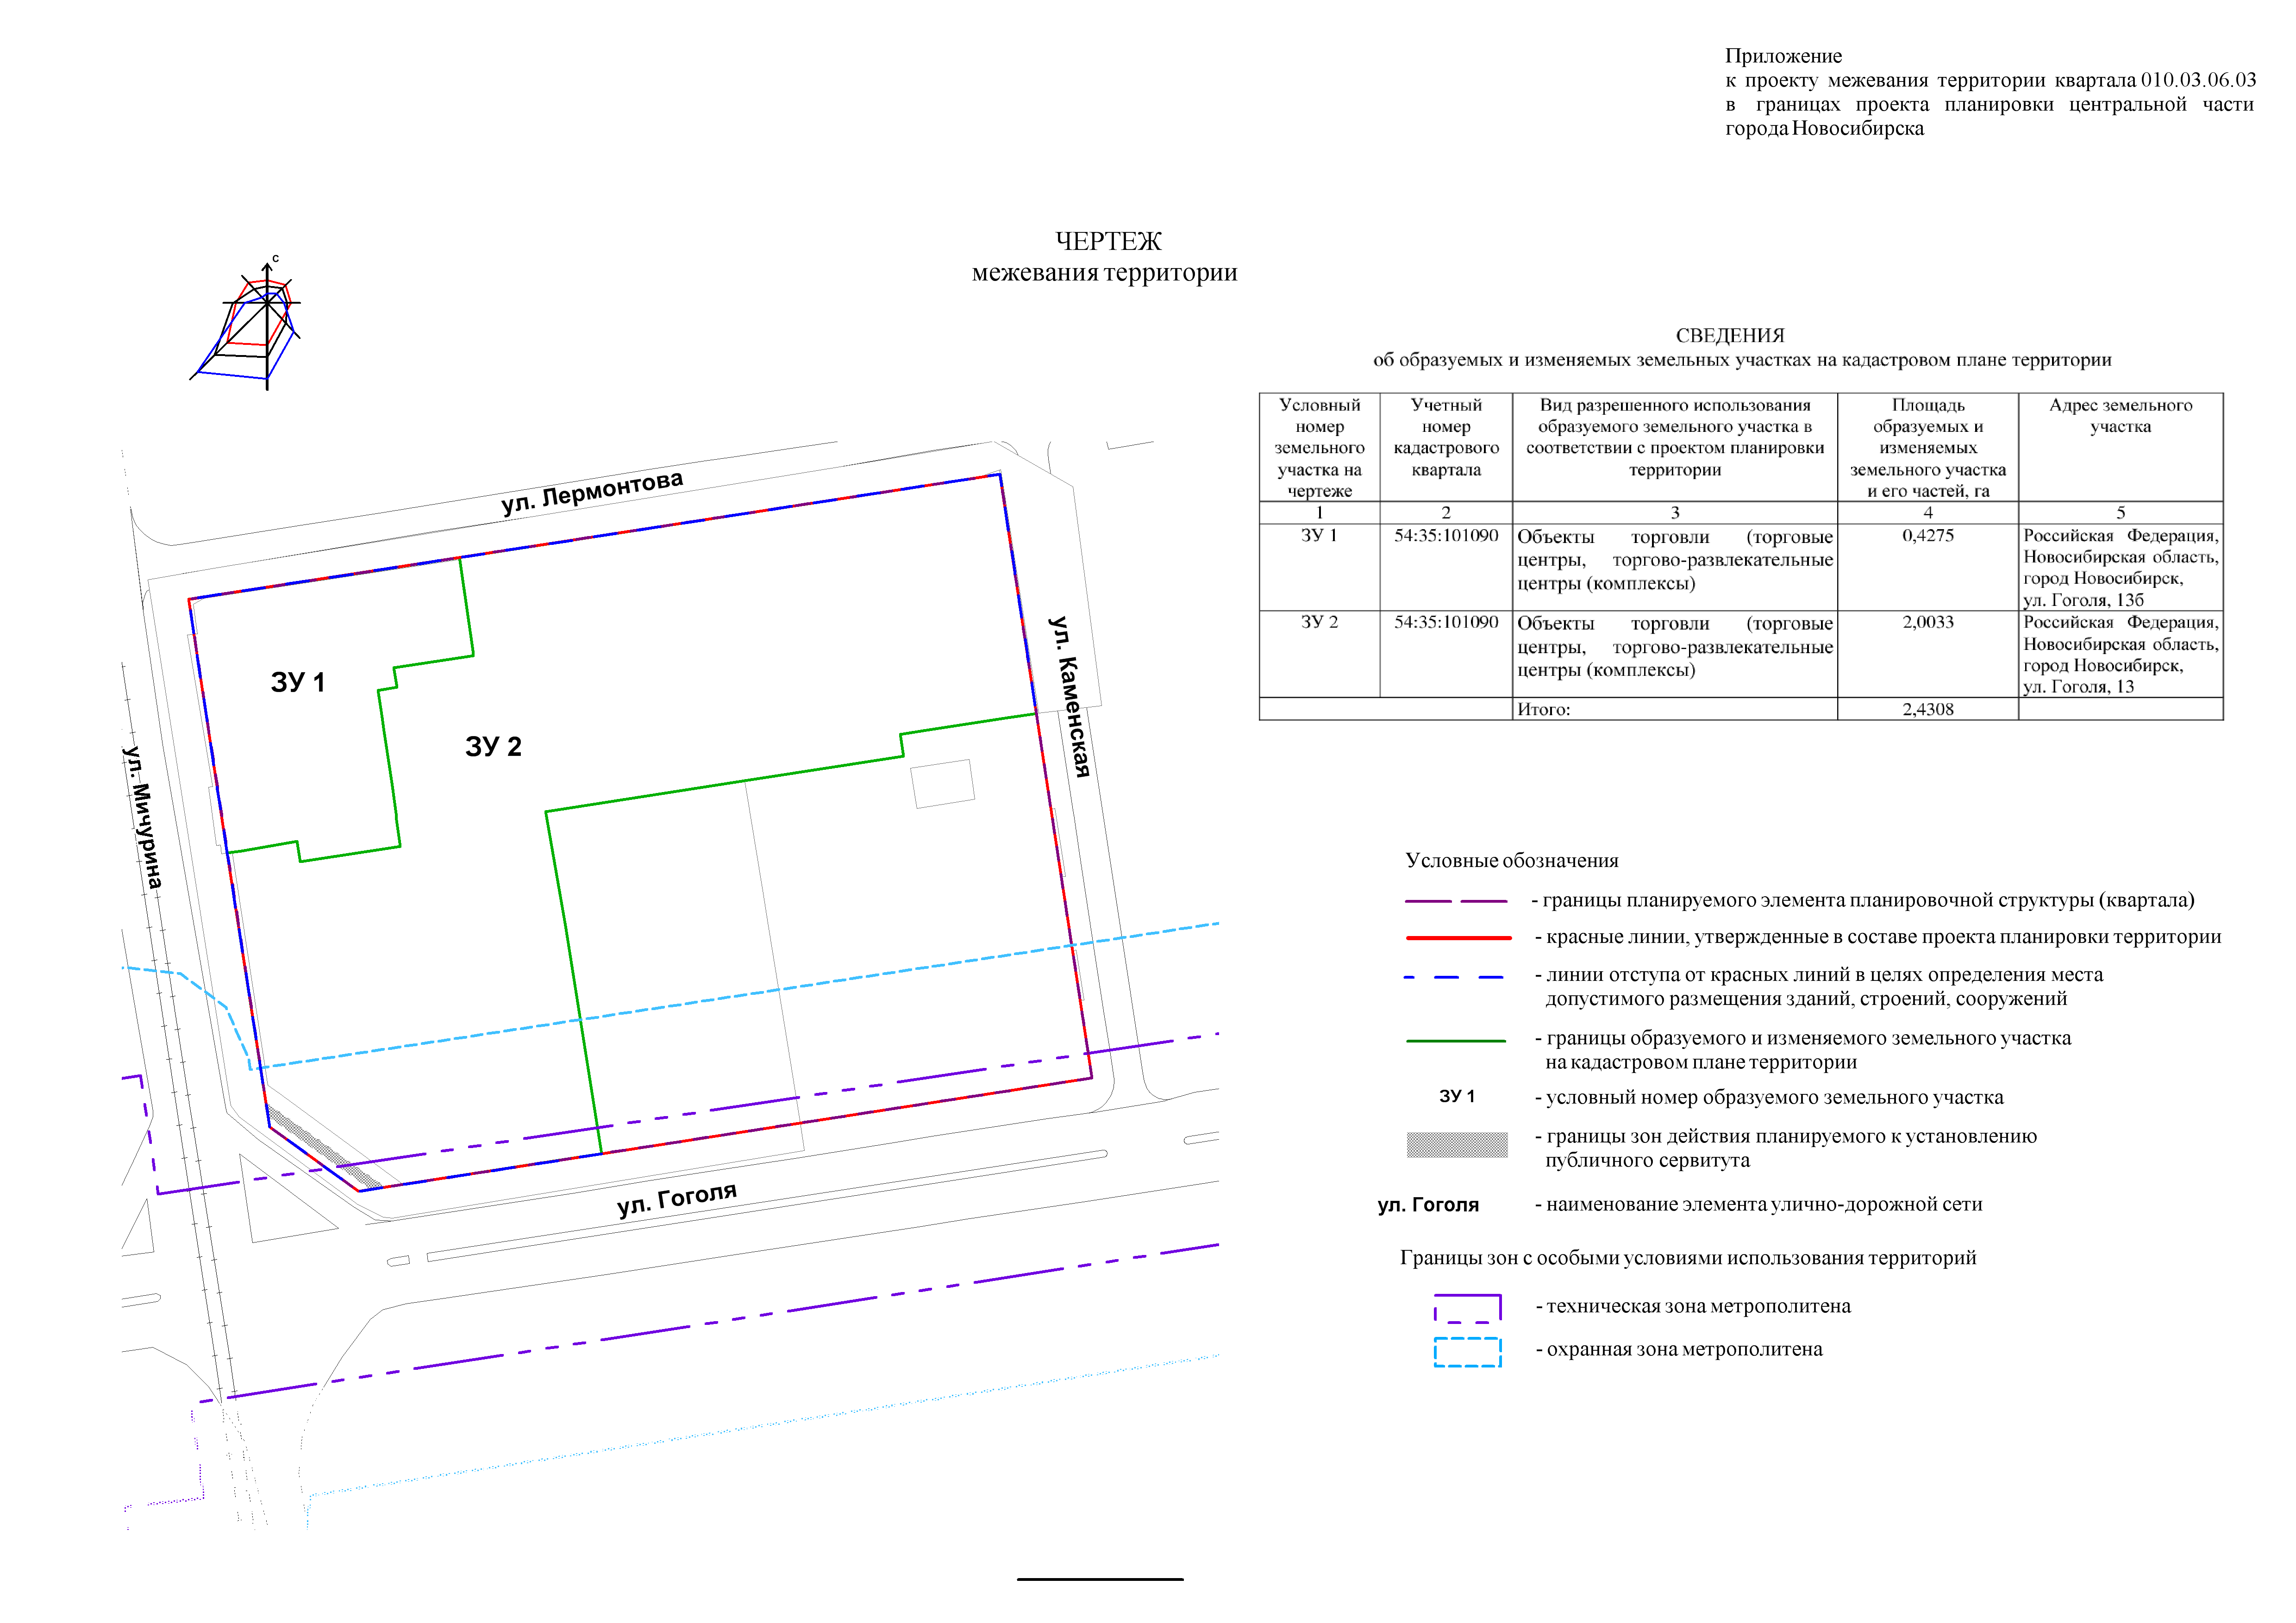 Приложение
к проекту межевания территории квартала 010.03.06.03
в границах проекта планировки центральной части
города Новосибирска
ЧЕРТЕЖ
межевания территории
С
СВЕДЕНИЯ
об образуемых и изменяемых земельных участках на кадастровом плане территории
Условный
номер
земельного
участка на
чертеже
Учетный
номер
кадастрового
квартала
Вид разрешенного использования
образуемого земельного участка в
соответствии с проектом планировки
территории
Площадь
образуемых и
изменяемых
земельного участка
и его частей, га
Адрес земельного
участка
1
2
3
4
5
ЗУ 1
54:35:101090
Объекты торговли (торговые
центры, торгово-развлекательные
центры (комплексы)
0,4275
Российская Федерация,
Новосибирская область,
город Новосибирск,
ул. Гоголя, 13б
ЗУ 2
54:35:101090
Объекты торговли (торговые
центры, торгово-развлекательные
центры (комплексы)
2,0033
Российская Федерация,
Новосибирская область,
город Новосибирск,
ул. Гоголя, 13
Итого:
2,4308
ул. Лермонтова
ул. Каменская
ул. Мичурина
ул. Гоголя
ЗУ 1
ЗУ 2
Условные обозначения
- границы планируемого элемента планировочной структуры (квартала)
- красные линии, утвержденные в составе проекта планировки территории
- линии отступа от красных линий в целях определения места
допустимого размещения зданий, строений, сооружений
- границы образуемого и изменяемого земельного участка
на кадастровом плане территории
ЗУ 1
- условный номер образуемого земельного участка
- границы зон действия планируемого к установлению
публичного сервитута
ул. Гоголя
- наименование элемента улично-дорожной сети
Границы зон с особыми условиями использования территорий
- техническая зона метрополитена
- охранная зона метрополитена